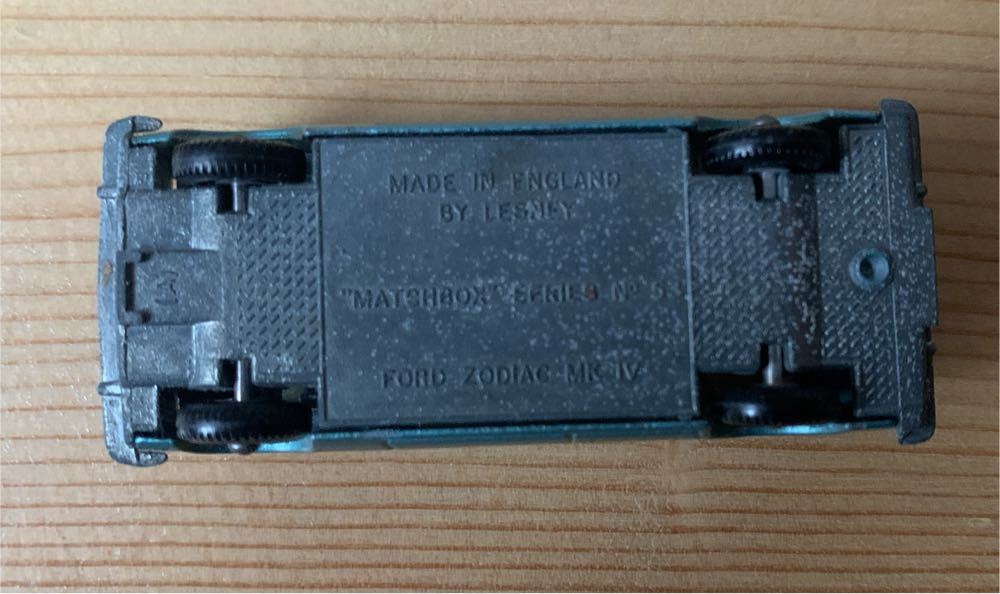 MADE IN ENGLAND
BY LESNEY
"MATCHBOX" SERIES Nº 53
FORD ZODIAC MK IV